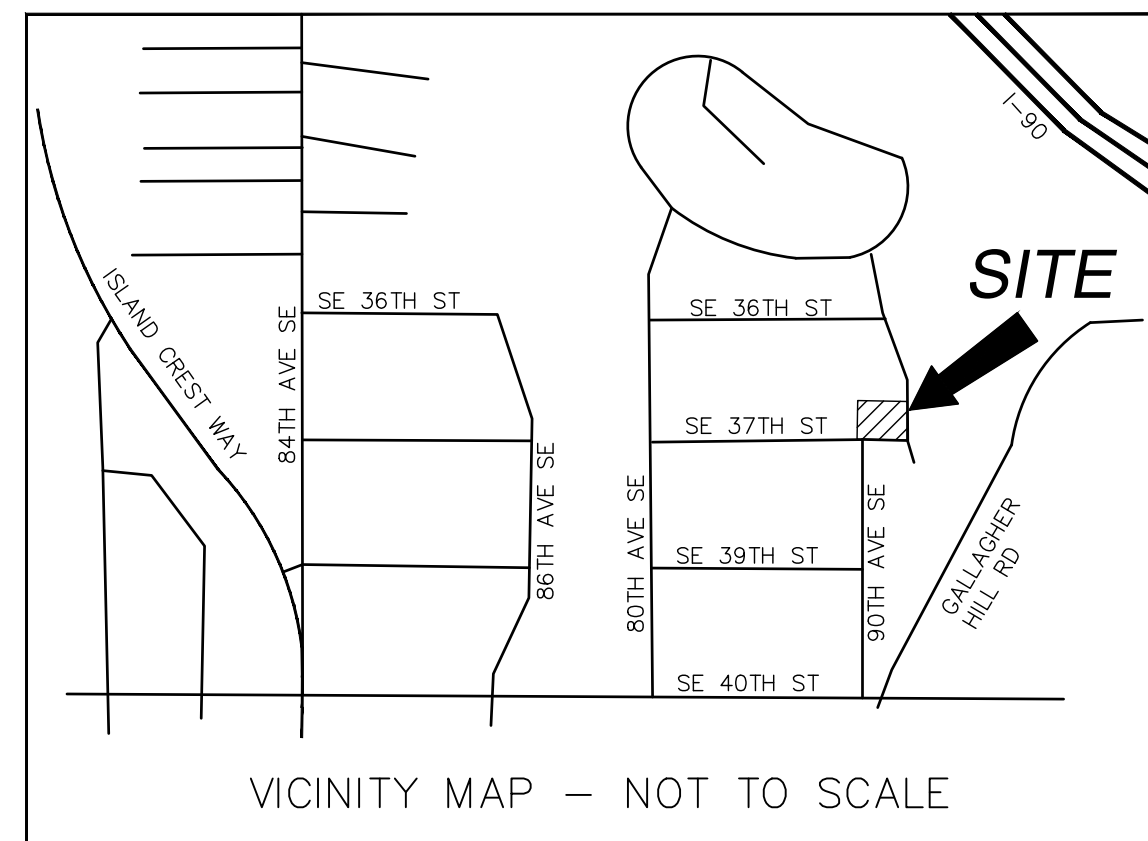 I-90
SITE
SE 36TH ST
SE 36TH ST
ISLAND CREST WAY
84TH AVE SE
SE 37TH ST
86TH AVE SE
80TH AVE SE
90TH AVE SE
GALLAGHER
HILL RD
SE 39TH ST
SE 40TH ST
VICINITY MAP – NOT TO SCALE